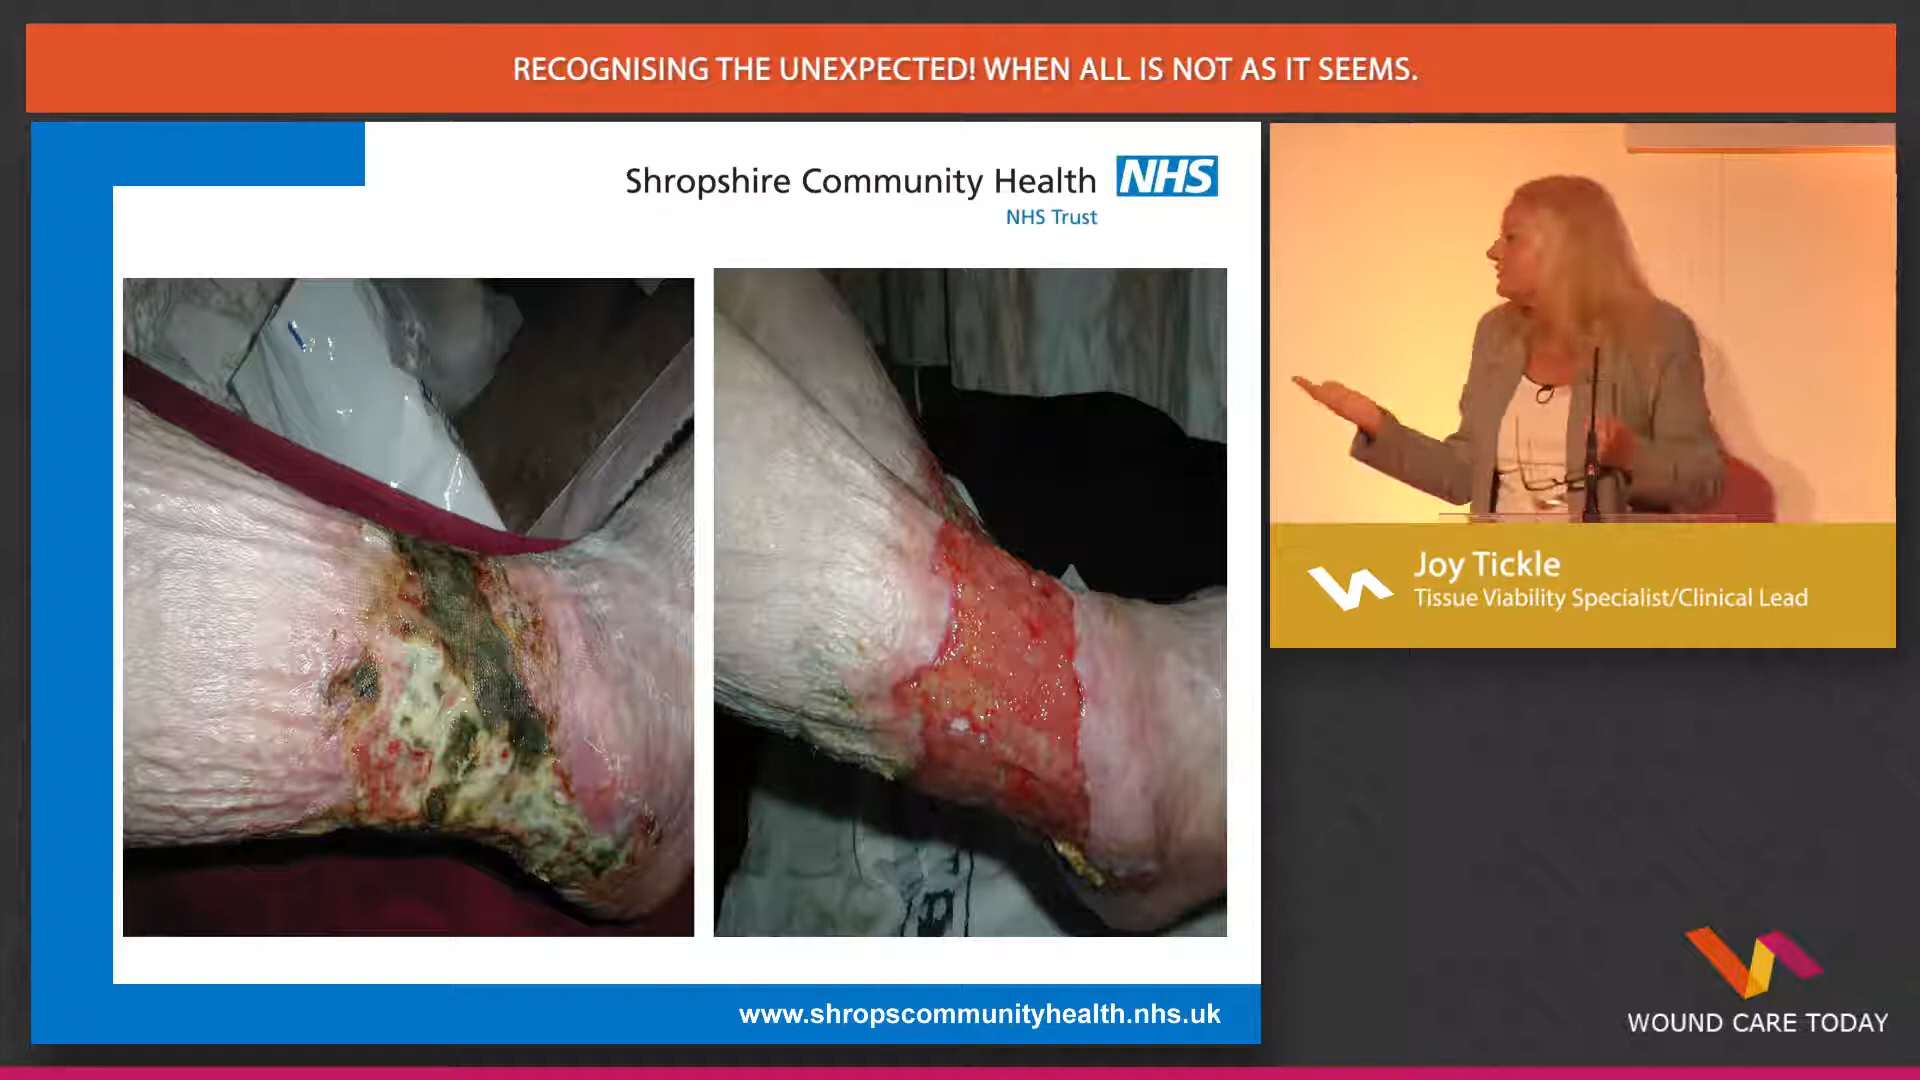 RECOGNISING THE UNEXPECTED! WHEN ALL IS NOT AS IT SEEMS.
Shropshire Community Health NHS
NHS Trust
Joy Tickle
Tissue Viability Specialist/Clinical Lead
www.shropscommunityhealth.nhs.uk
WOUND CARE TODAY